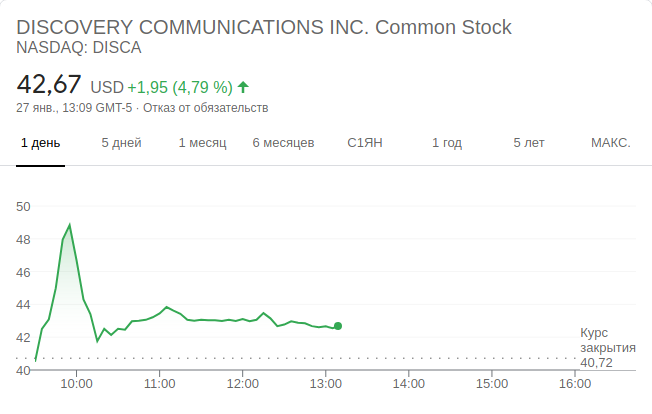 DISCOVERY COMMUNICATIONS INC. Common Stock
NASDAQ: DISCA
42,67 USD +1,95 (4,79 %)
27 янв., 13:09 GMT-5 · Отказ от обязательств
1 день 5 дней 1 месяц 6 месяцев С1ЯН 1 год 5 лет МАКС.
50
48
46
44
42
40
Курс
закрытия
40,72
10:00 11:00 12:00 13:00 14:00 15:00 16:00